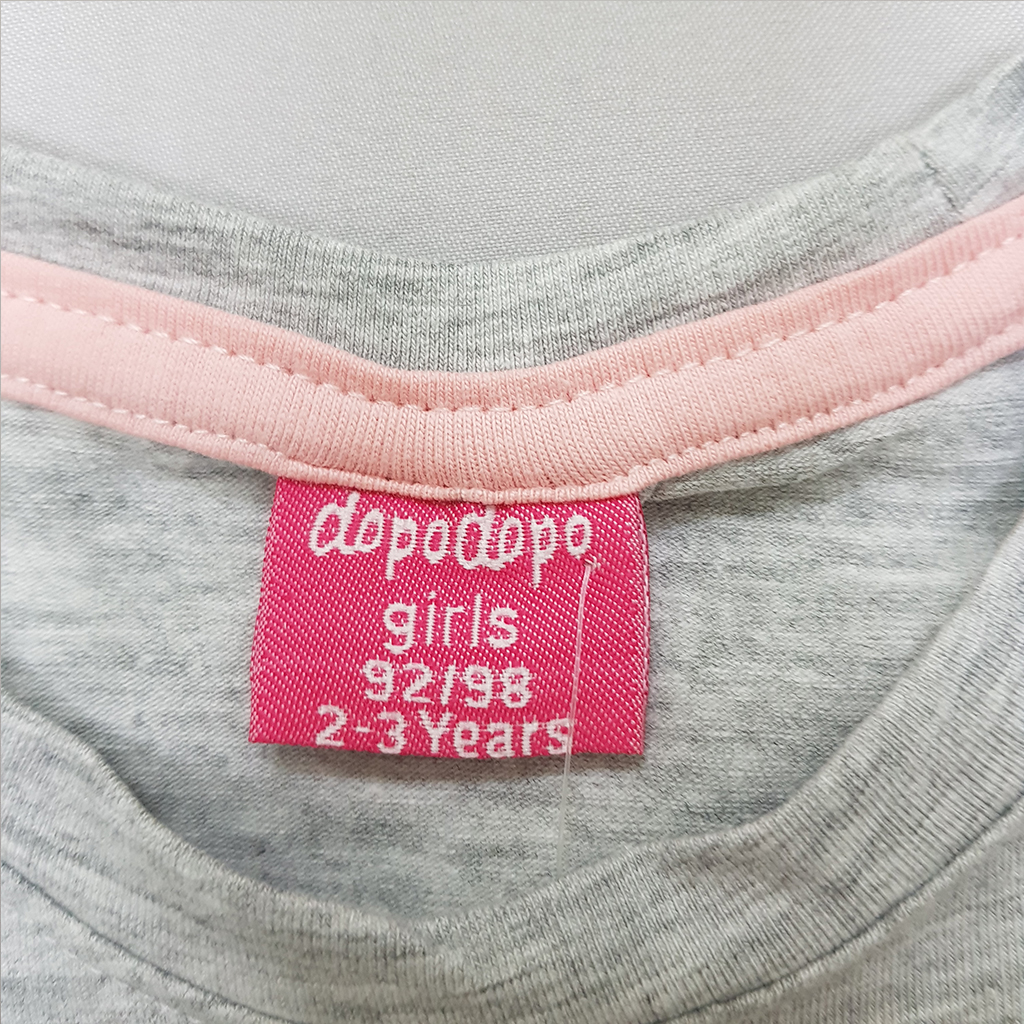 dopodopo
girls
92/98
2-3 Years